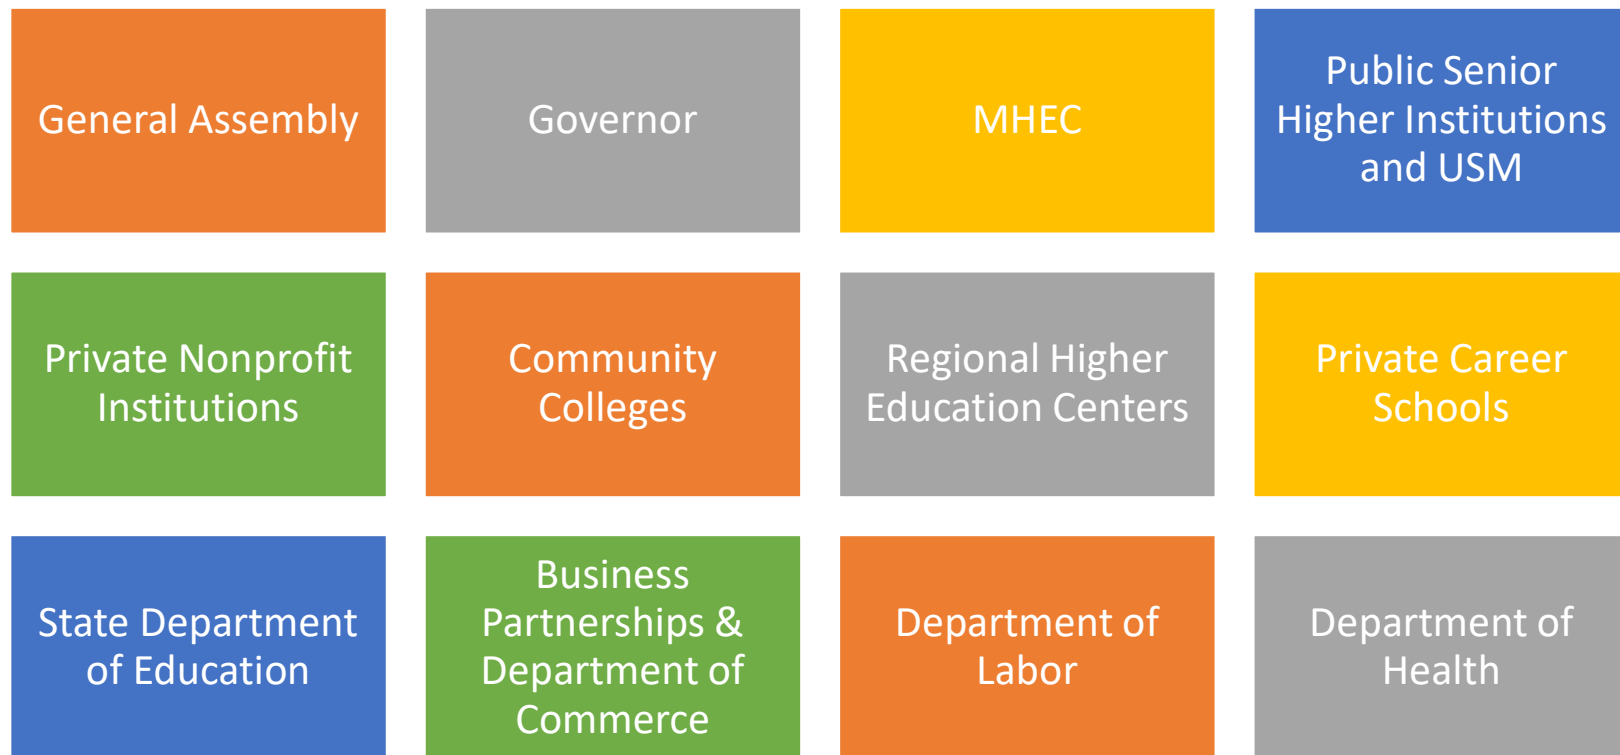 General Assembly
Governor
MHEC
Public Senior
Higher Institutions
and USM
Private Nonprofit
Institutions
Community
Colleges
Regional Higher
Education Centers
Private Career
Schools
State Department
of Education
Business
Partnerships &
Department of
Commerce
Department of
Labor
Department of
Health